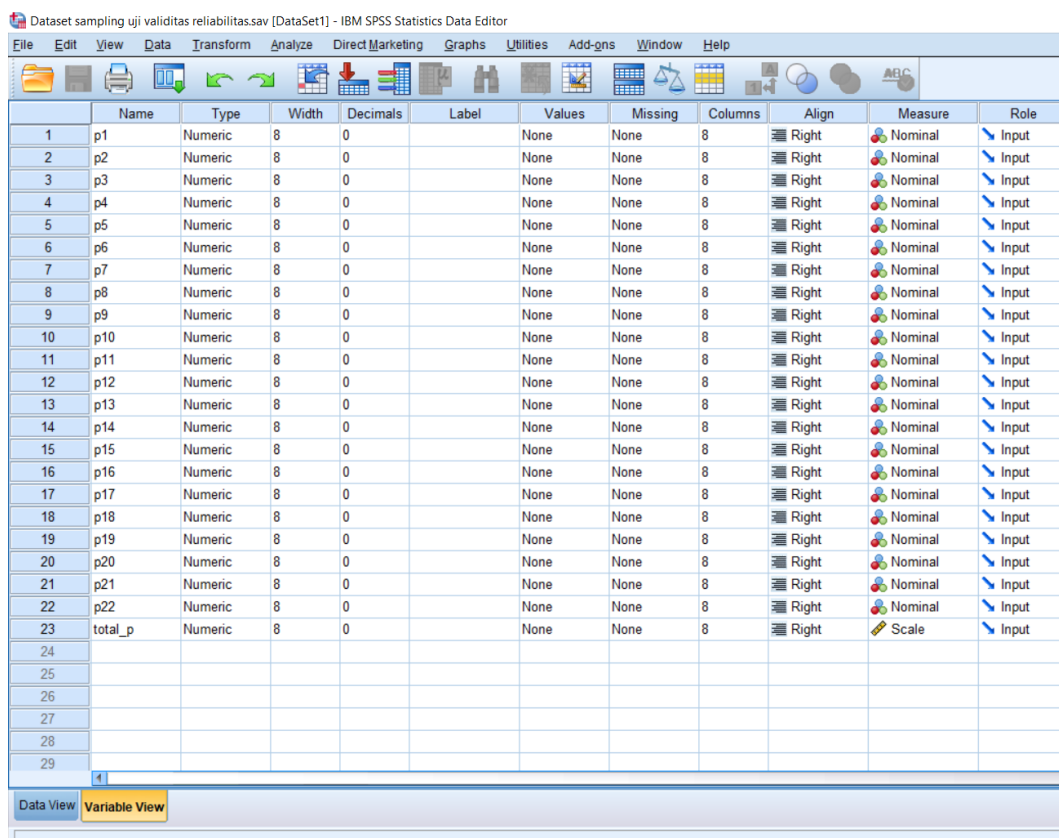 Dataset sampling uji validitas reliabilitas.sav [DataSet1] - IBM SPSS Statistics Data Editor
File Edit View Data Transform Analyze Direct Marketing Graphs Utilities Add-ons Window Help
Name Type Width Decimals Label Values Missing Columns Align Measure Role
1 p1 Numeric 8 0 None None 8 Right Nominal Input
2 p2 Numeric 8 0 None None 8 Right Nominal Input
3 p3 Numeric 8 0 None None 8 Right Nominal Input
4 p4 Numeric 8 0 None None 8 Right Nominal Input
5 p5 Numeric 8 0 None None 8 Right Nominal Input
6 p6 Numeric 8 0 None None 8 Right Nominal Input
7 p7 Numeric 8 0 None None 8 Right Nominal Input
8 p8 Numeric 8 0 None None 8 Right Nominal Input
9 p9 Numeric 8 0 None None 8 Right Nominal Input
10 p10 Numeric 8 0 None None 8 Right Nominal Input
11 p11 Numeric 8 0 None None 8 Right Nominal Input
12 p12 Numeric 8 0 None None 8 Right Nominal Input
13 p13 Numeric 8 0 None None 8 Right Nominal Input
14 p14 Numeric 8 0 None None 8 Right Nominal Input
15 p15 Numeric 8 0 None None 8 Right Nominal Input
16 p16 Numeric 8 0 None None 8 Right Nominal Input
17 p17 Numeric 8 0 None None 8 Right Nominal Input
18 p18 Numeric 8 0 None None 8 Right Nominal Input
19 p19 Numeric 8 0 None None 8 Right Nominal Input
20 p20 Numeric 8 0 None None 8 Right Nominal Input
21 p21 Numeric 8 0 None None 8 Right Nominal Input
22 p22 Numeric 8 0 None None 8 Right Nominal Input
23 total_p Numeric 8 0 None None 8 Right Scale Input
24
25
26
27
28
29
Data View Variable View